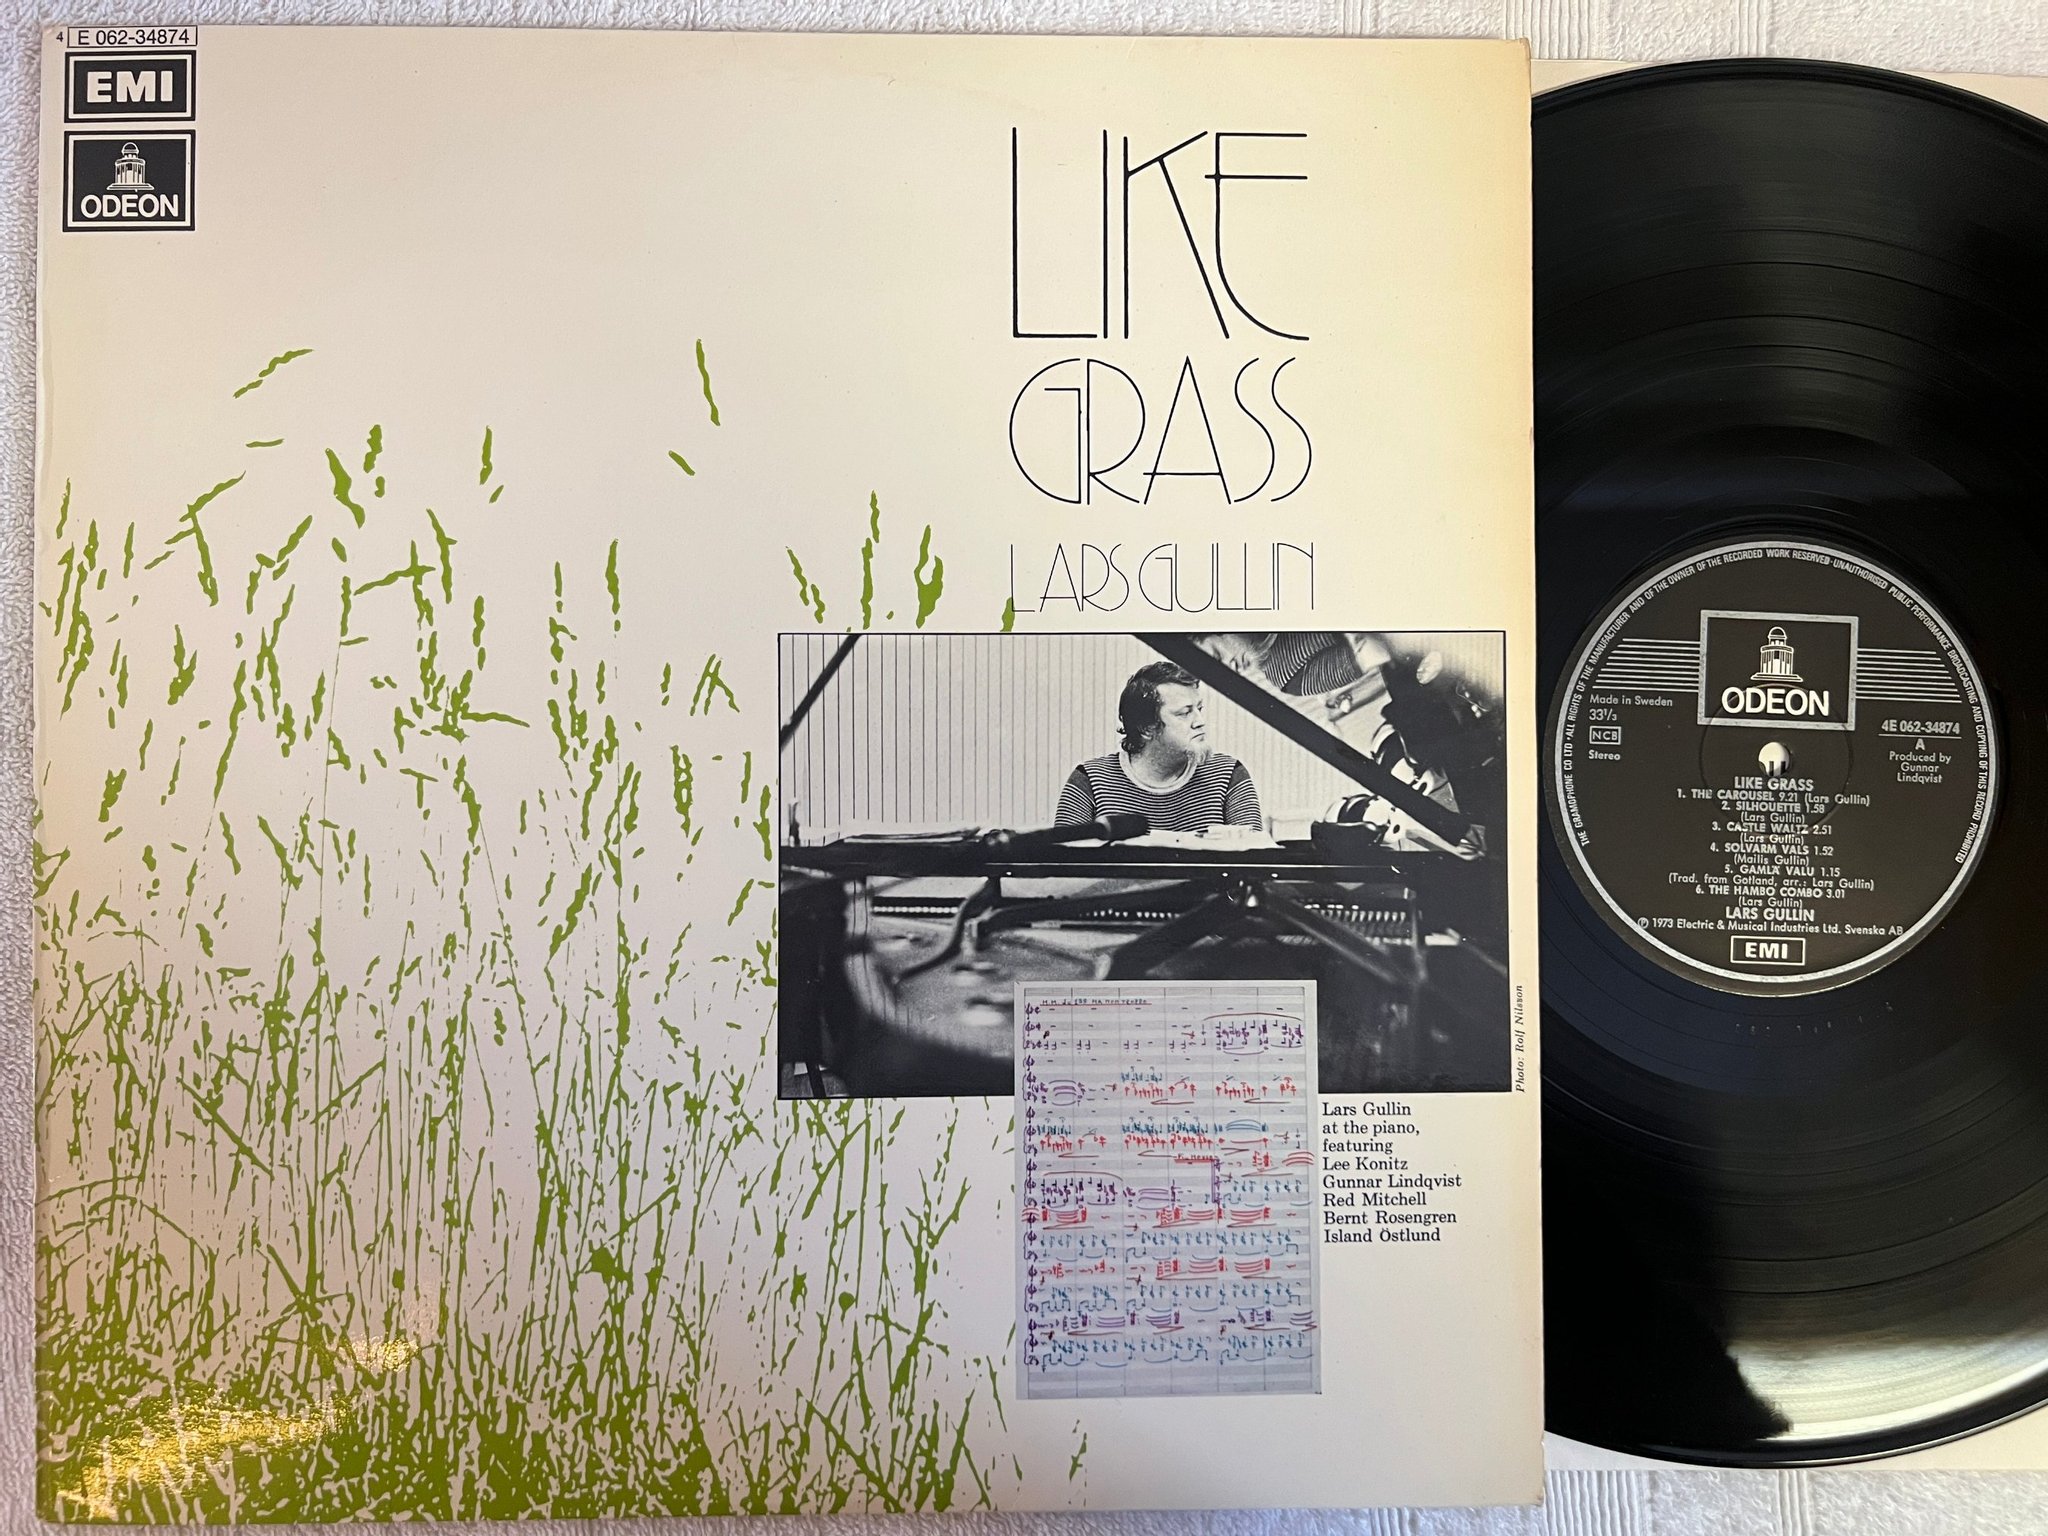 4 E 062-34874
EMI
ODEON
LIKE
GRASS
LARS GULLIN
Photo: Rolf Nilsson
Lars Gullin
at the piano,
featuring
Lee Konitz
Gunnar Lindqvist
Red Mitchell
Bernt Rosengren
Island Östlund
THE GRAMOPHONE CO LTD · ALL RIGHTS OF THE MANUFACTURER AND OF THE OWNER OF THE RECORDED WORK RESERVED · UNAUTHORISED PUBLIC PERFORMANCE BROADCASTING AND COPYING OF THIS RECORD PROHIBITED
ODEON
Made in Sweden
33 1/3
NCB
Stereo
4E 062-34874
A
Produced by
Gunnar
Lindqvist
LIKE GRASS
1. THE CAROUSEL 9.21 (Lars Gullin)
2. SILHOUETTE 1.58
(Lars Gullin)
3. CASTLE WALTZ 2.51
(Lars Gullin)
4. SOLVARM VALS 1.52
(Mailis Gullin)
5. GAMLA VALU 1.15
(Trad. from Gotland, arr.: Lars Gullin)
6. THE HAMBO COMBO 3.01
(Lars Gullin)
LARS GULLIN
℗ 1973 Electric & Musical Industries Ltd. Svenska AB
EMI